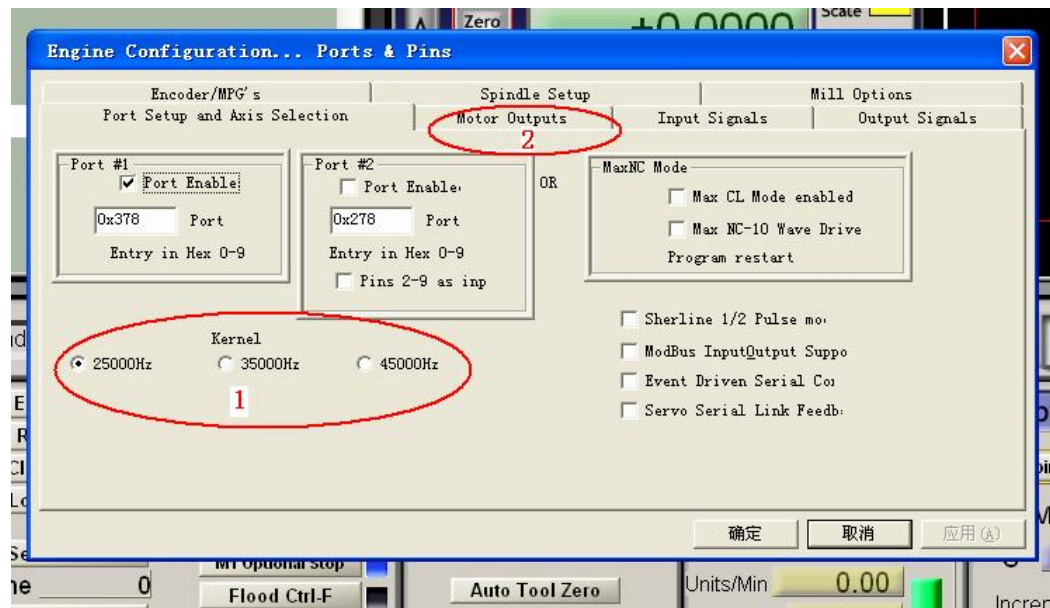 Zero
+0.0000
Scale
Engine Configuration... Ports & Pins
Encoder/MPG's
Spindle Setup
Mill Options
Port Setup and Axis Selection
Motor Outputs
Input Signals
Output Signals
2
Port #1
Port Enable
0x378 Port
Entry in Hex 0-9
Port #2
Port Enable
0x278 Port
Entry in Hex 0-9
Pins 2-9 as inp
OR
MaxNC Mode
Max CL Mode enabled
Max NC-10 Wave Drive
Program restart
Kernel
25000Hz 35000Hz 45000Hz
1
Sherline 1/2 Pulse mo
ModBus InputOutput Suppo
Event Driven Serial Co
Servo Serial Link Feedb
确定 取消 应用(A)
M1 Optional Stop
0
Flood Ctrl-F
Auto Tool Zero
Units/Min 0.00